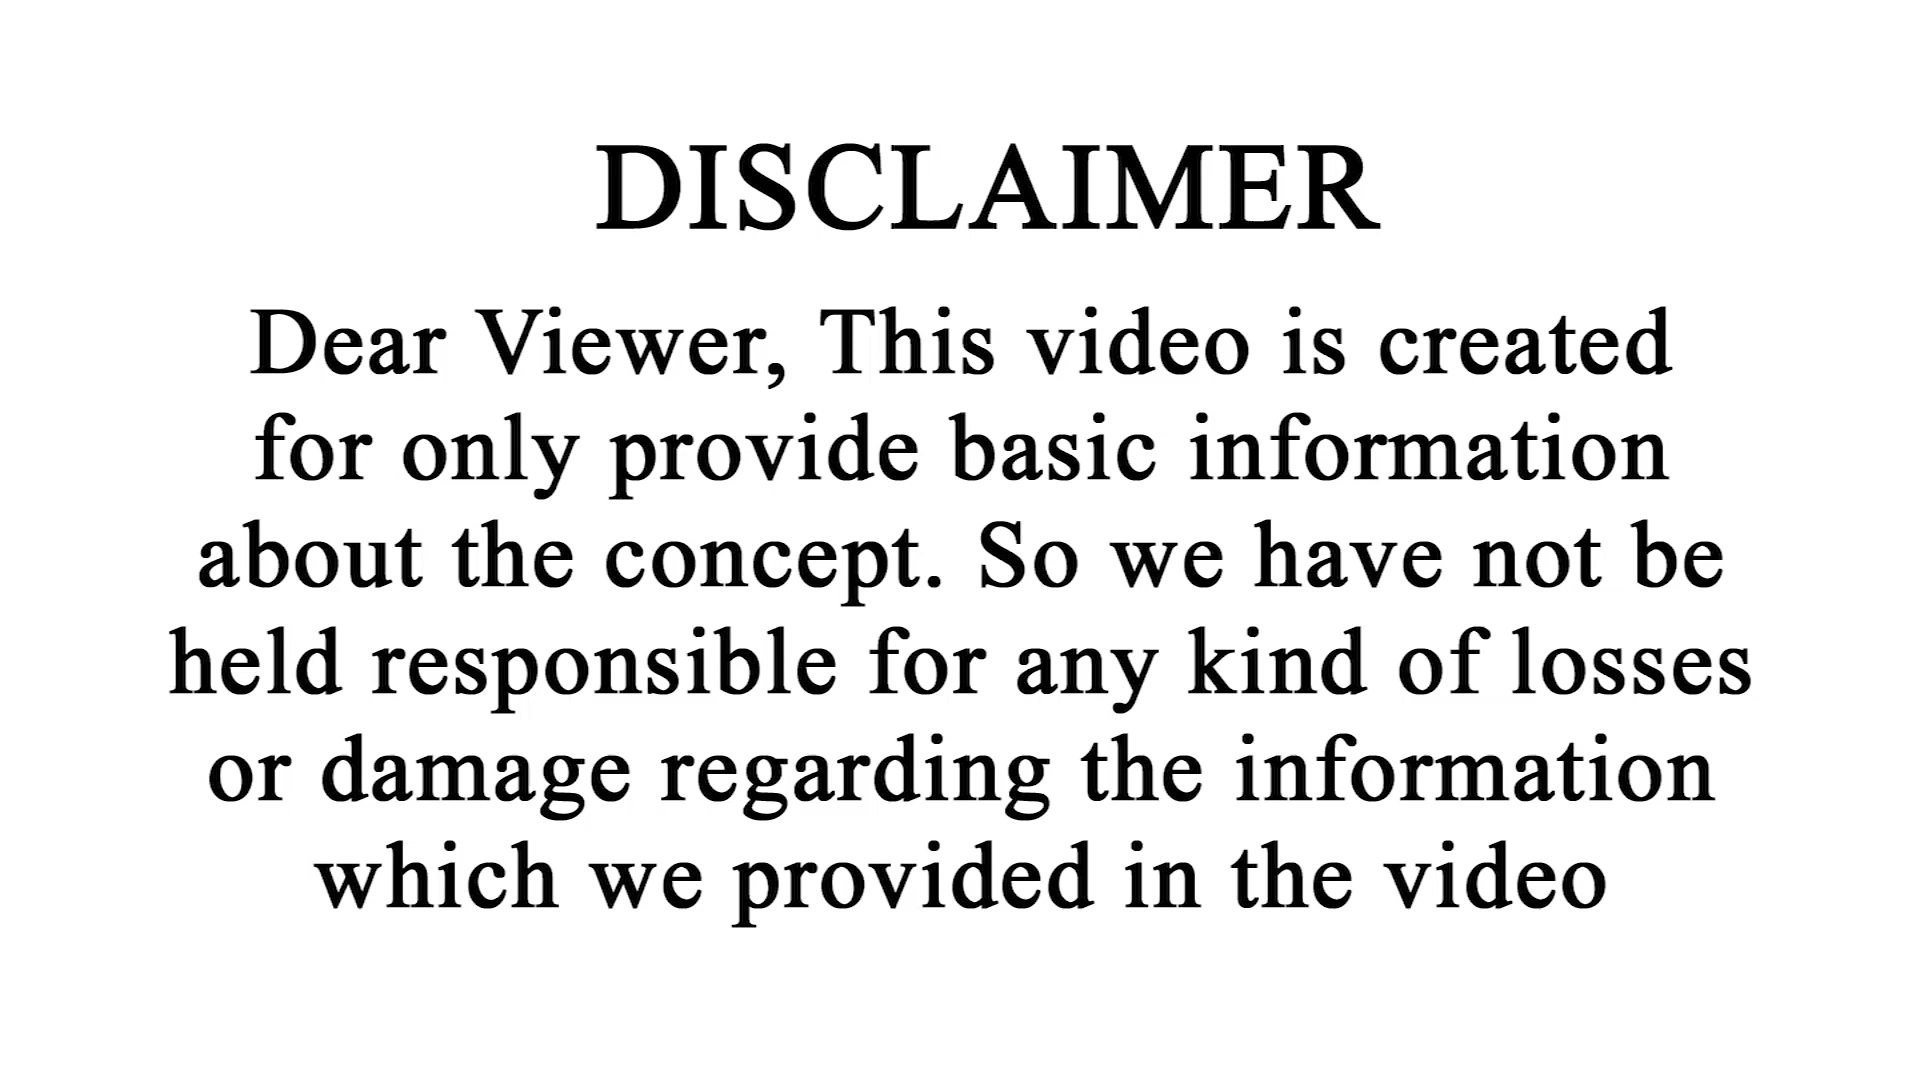 DISCLAIMER
Dear Viewer, This video is created
for only provide basic information
about the concept. So we have not be
held responsible for any kind of losses
or damage regarding the information
which we provided in the video